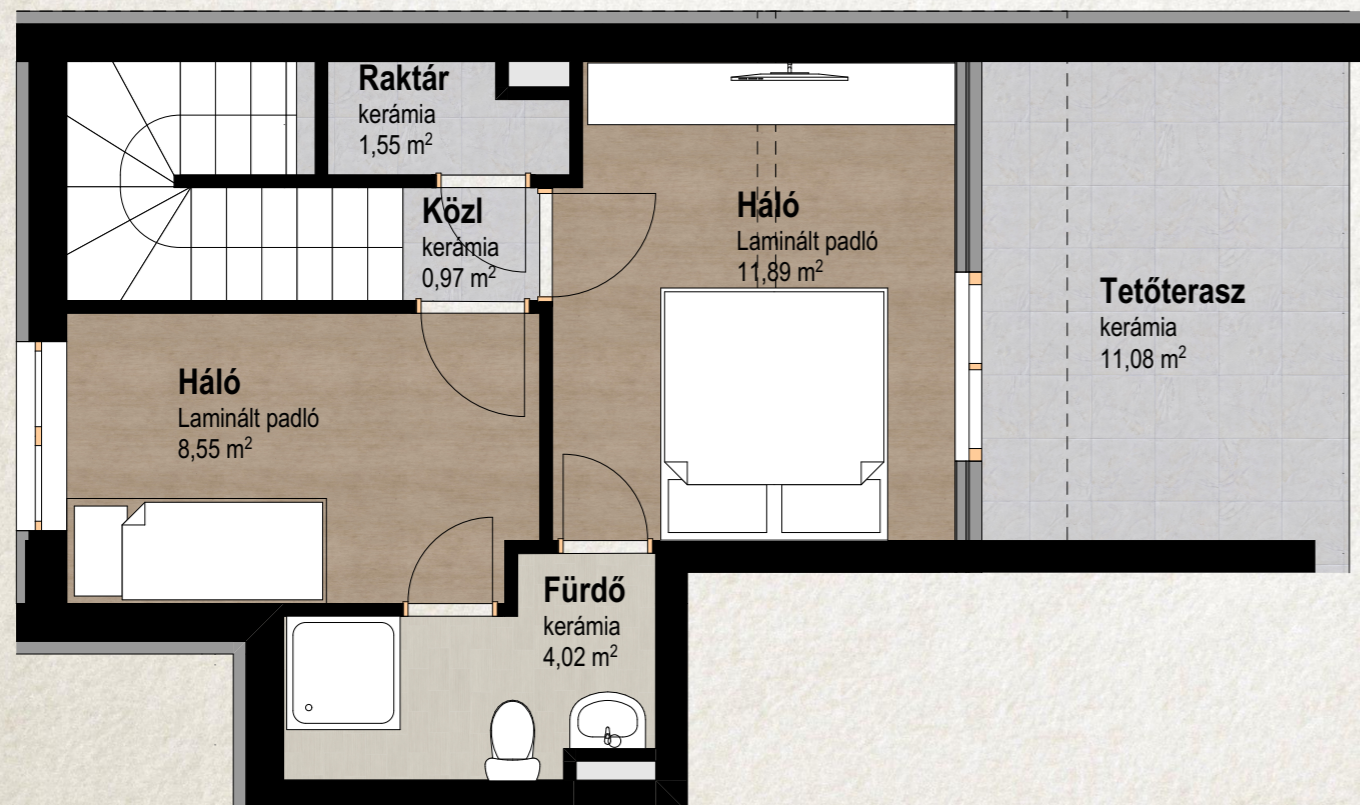 Raktár
kerámia
1,55 m²
Közl
kerámia
0,97 m²
Háló
Laminált padló
11,89 m²
Tetőterasz
kerámia
11,08 m²
Háló
Laminált padló
8,55 m²
Fürdő
kerámia
4,02 m²